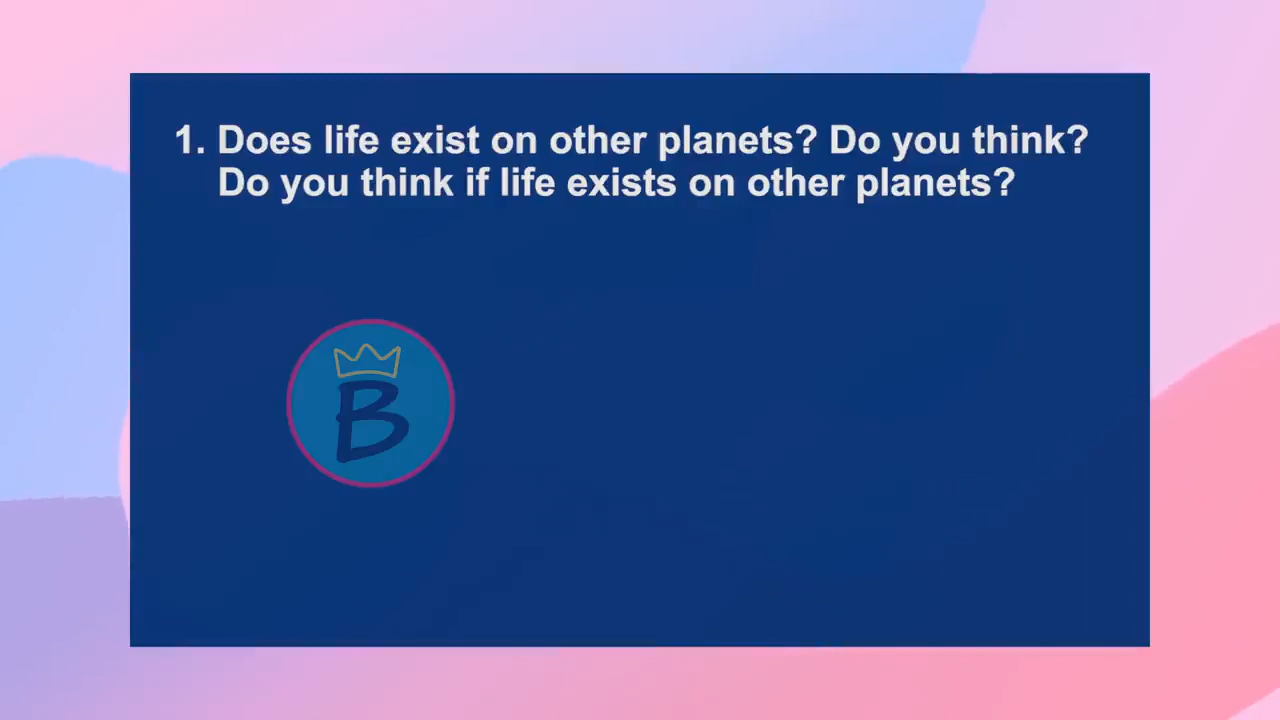 1. Does life exist on other planets? Do you think?
Do you think if life exists on other planets?
B